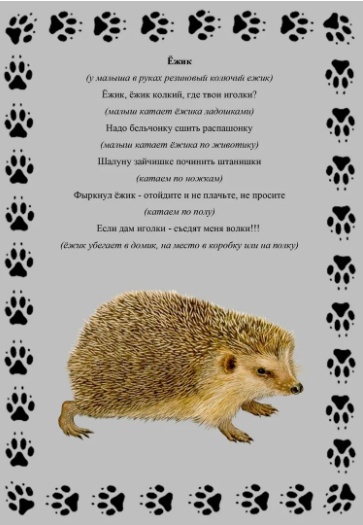 Ёжик
(у малыша в руках резиновый колючий ежик)
Ёжик, ёжик колкий, где твои иголки?
(малыш катает ёжика ладошками)
Надо бельчонку сшить распашонку
(малыш катает ёжика по животику)
Шалуну зайчишке починить штанишки
(катаем по ножкам)
Фыркнул ёжик - отойдите и не плачьте, не просите
(катаем по полу)
Если дам иголки - съедят меня волки!!!
(ёжик убегает в домик, на место в коробку или на полку)